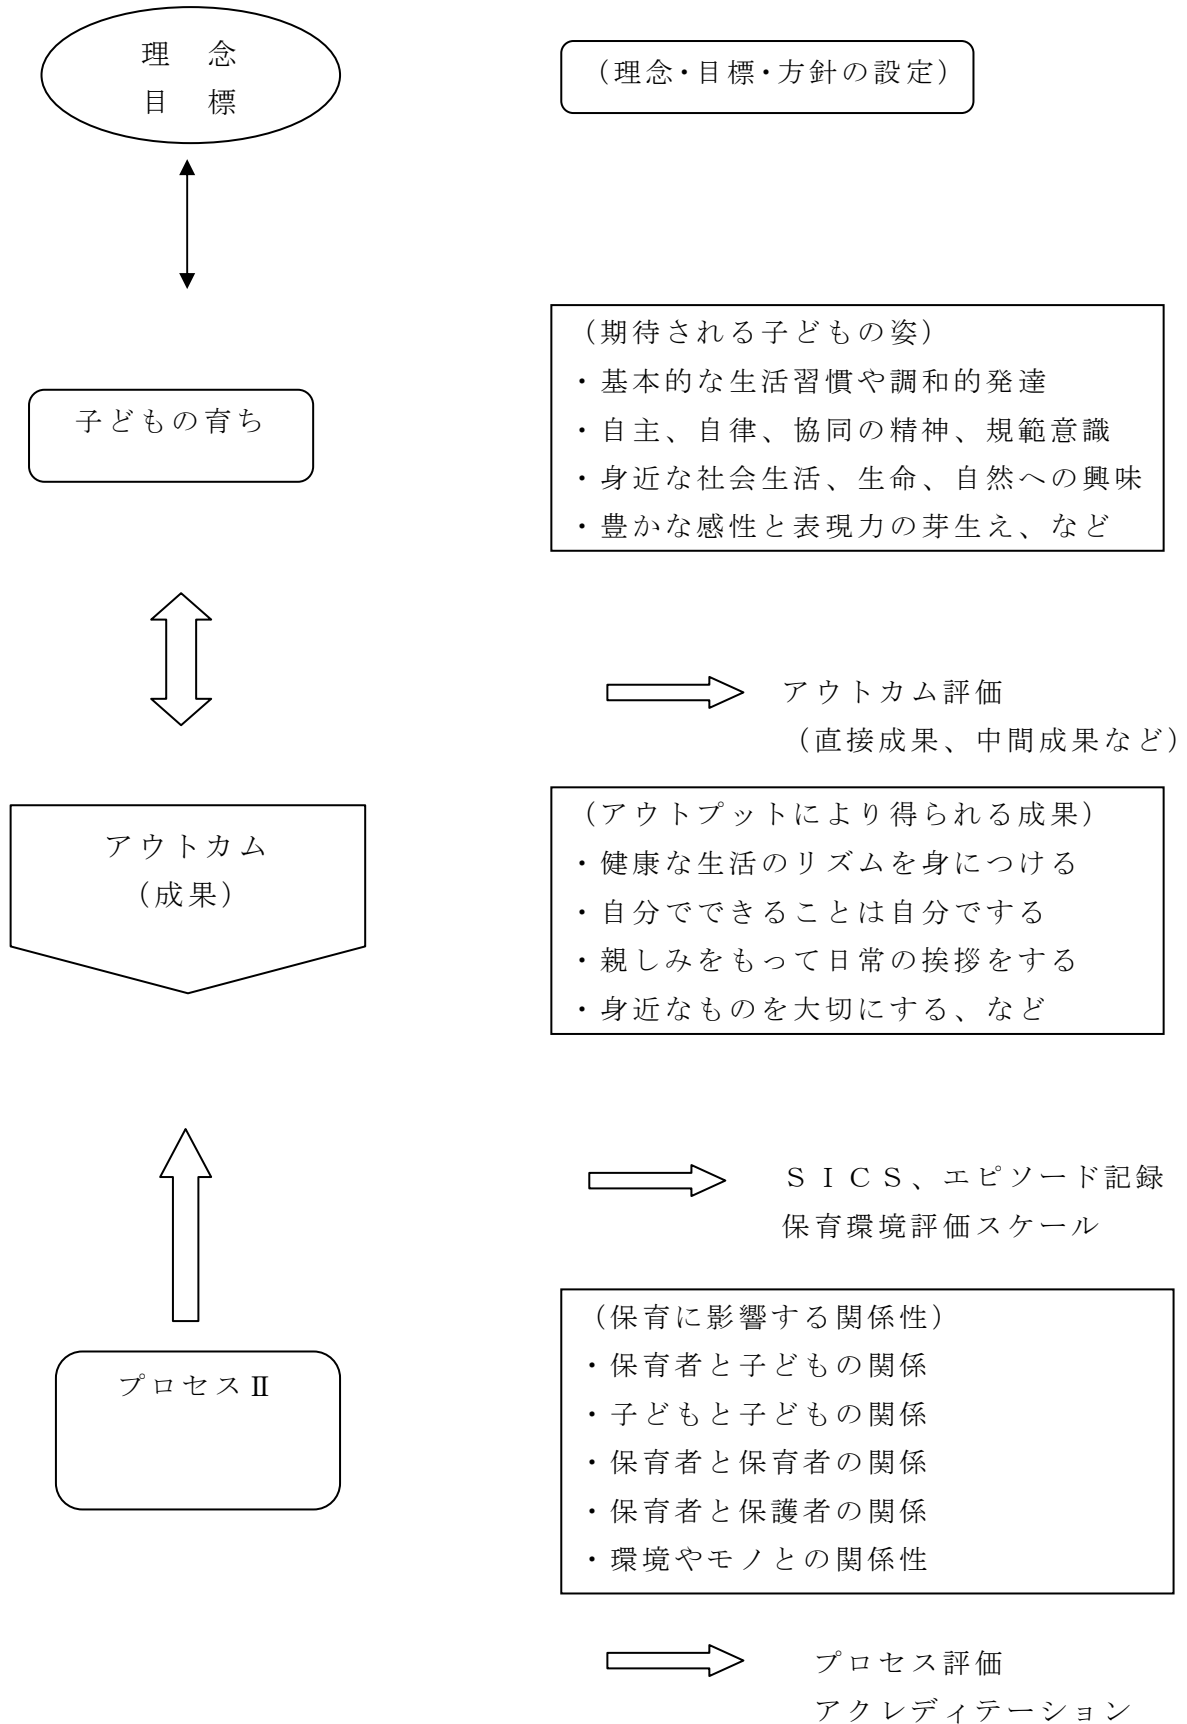 理　念
目　標
（理念・目標・方針の設定）
子どもの育ち
（期待される子どもの姿）
・基本的な生活習慣や調和的発達
・自主、自律、協同の精神、規範意識
・身近な社会生活、生命、自然への興味
・豊かな感性と表現力の芽生え、など
アウトカム評価
（直接成果、中間成果など）
アウトカム
（成果）
（アウトプットにより得られる成果）
・健康な生活のリズムを身につける
・自分でできることは自分でする
・親しみをもって日常の挨拶をする
・身近なものを大切にする、など
ＳＩＣＳ、エピソード記録
保育環境評価スケール
プロセスⅡ
（保育に影響する関係性）
・保育者と子どもの関係
・子どもと子どもの関係
・保育者と保育者の関係
・保育者と保護者の関係
・環境やモノとの関係性
プロセス評価
アクレディテーション